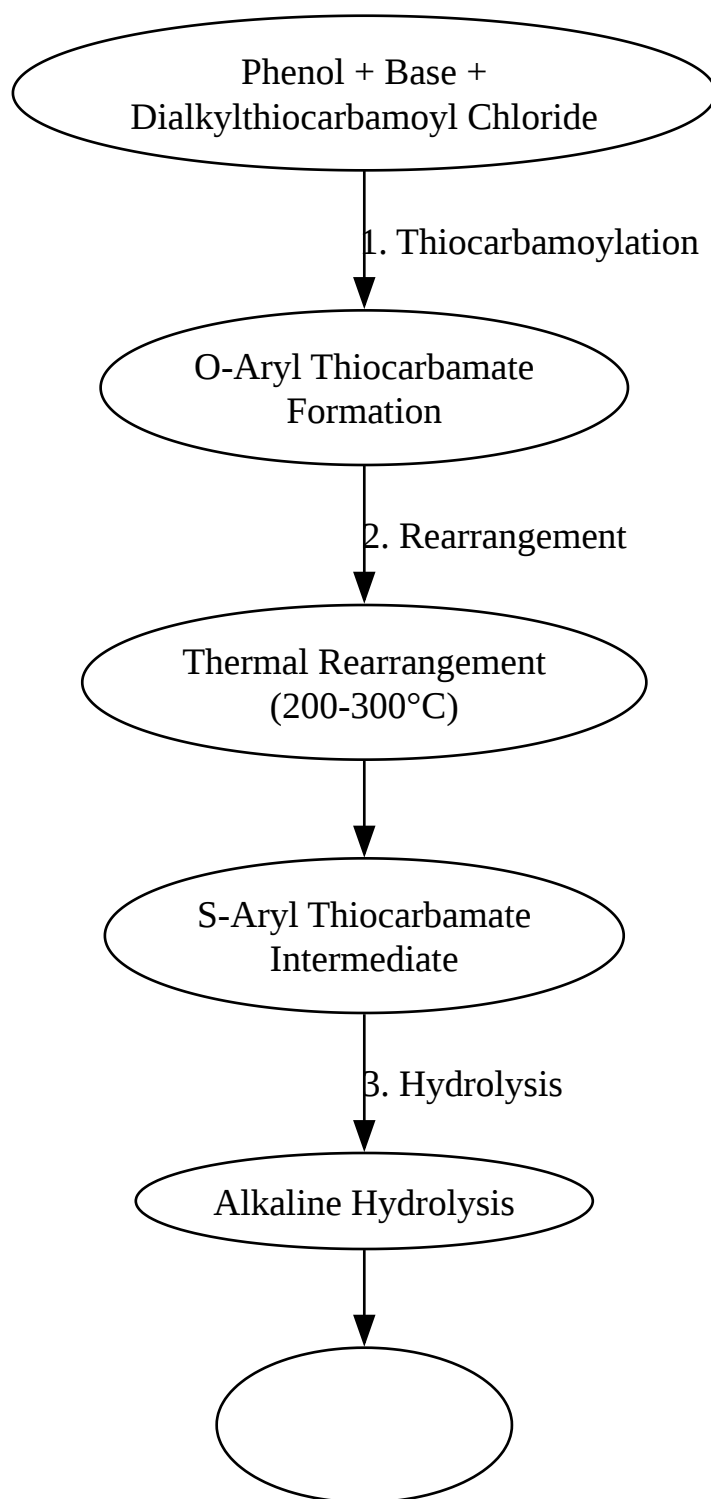 Phenol + Base +
Dialkylthiocarbamoyl Chloride
1. Thiocarbamoylation
O-Aryl Thiocarbamate
Formation
2. Rearrangement
Thermal Rearrangement
(200-300°C)
S-Aryl Thiocarbamate
Intermediate
3. Hydrolysis
Alkaline Hydrolysis